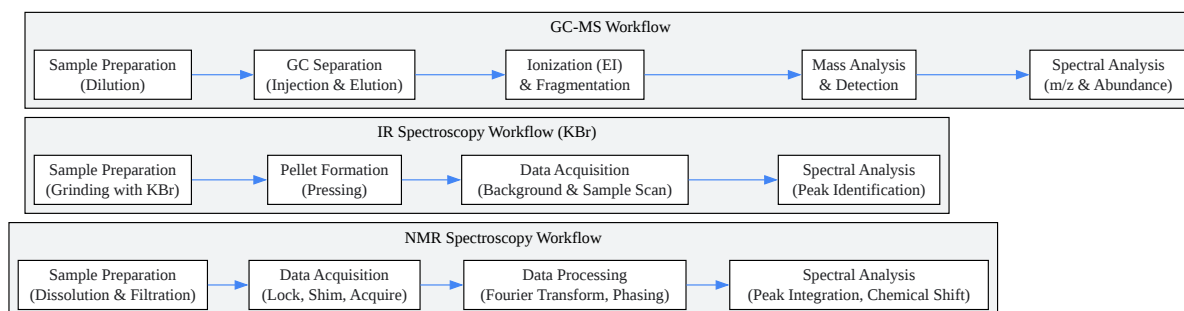 GC-MS Workflow
Sample Preparation
(Dilution)
GC Separation
(Injection & Elution)
Ionization (EI)
& Fragmentation
Mass Analysis
& Detection
Spectral Analysis
(m/z & Abundance)
IR Spectroscopy Workflow (KBr)
Sample Preparation
(Grinding with KBr)
Pellet Formation
(Pressing)
Data Acquisition
(Background & Sample Scan)
Spectral Analysis
(Peak Identification)
NMR Spectroscopy Workflow
Sample Preparation
(Dissolution & Filtration)
Data Acquisition
(Lock, Shim, Acquire)
Data Processing
(Fourier Transform, Phasing)
Spectral Analysis
(Peak Integration, Chemical Shift)